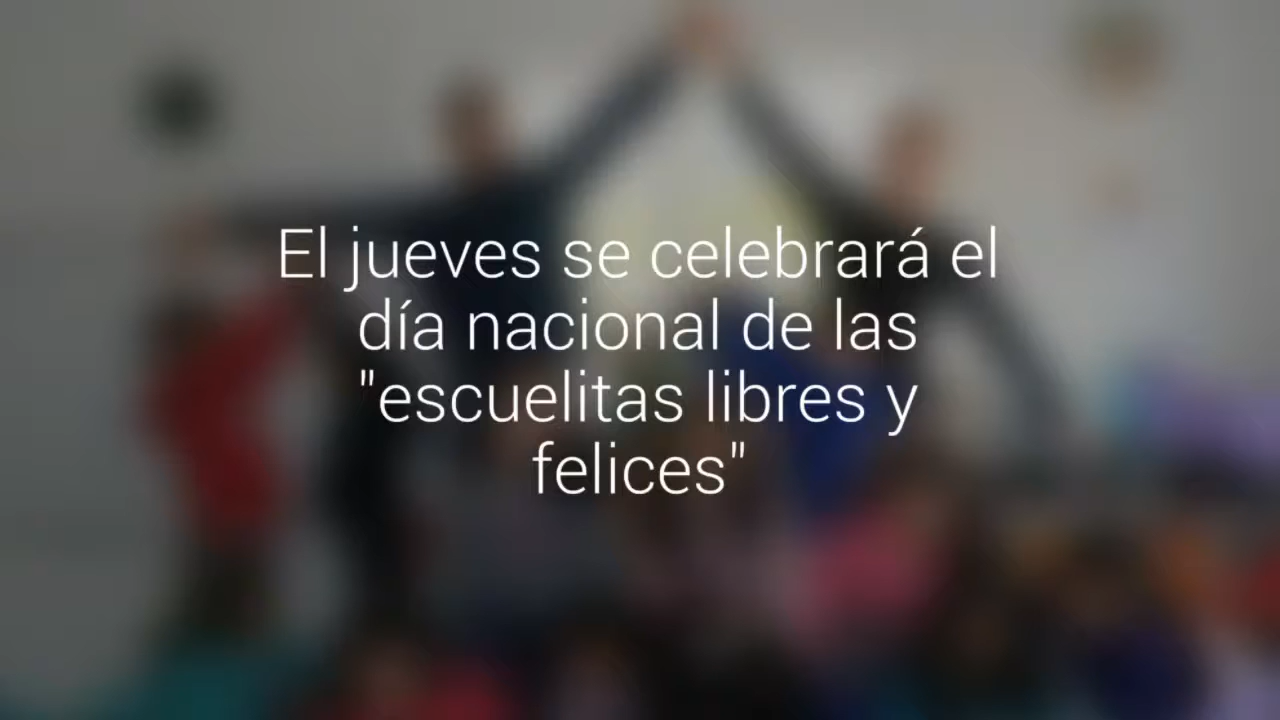 El jueves se celebrará el
día nacional de las
"escuelitas libres y
felices"